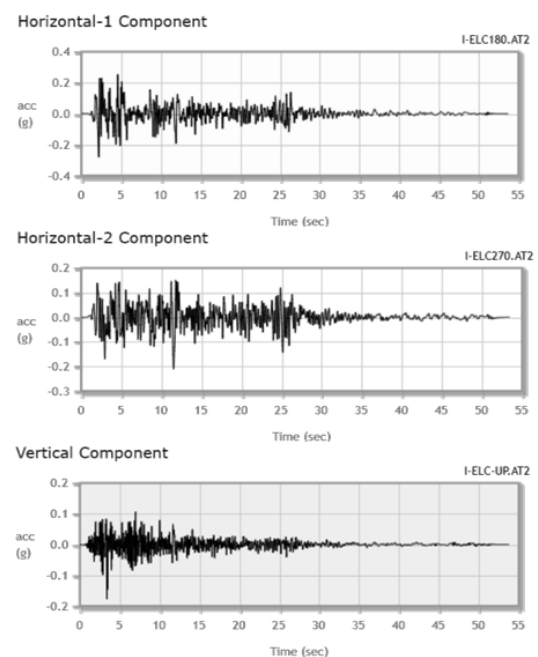 Horizontal-1 Component
I-ELC180.AT2
0.4
0.2
acc
(g)
0.0
-0.2
-0.4
0 5 10 15 20 25 30 35 40 45 50 55
Time (sec)
Horizontal-2 Component
I-ELC270.AT2
0.2
0.1
acc
(g)
0.0
-0.1
-0.2
-0.3
0 5 10 15 20 25 30 35 40 45 50 55
Time (sec)
Vertical Component
I-ELC-UP.AT2
0.2
0.1
acc
(g)
0.0
-0.1
-0.2
0 5 10 15 20 25 30 35 40 45 50 55
Time (sec)